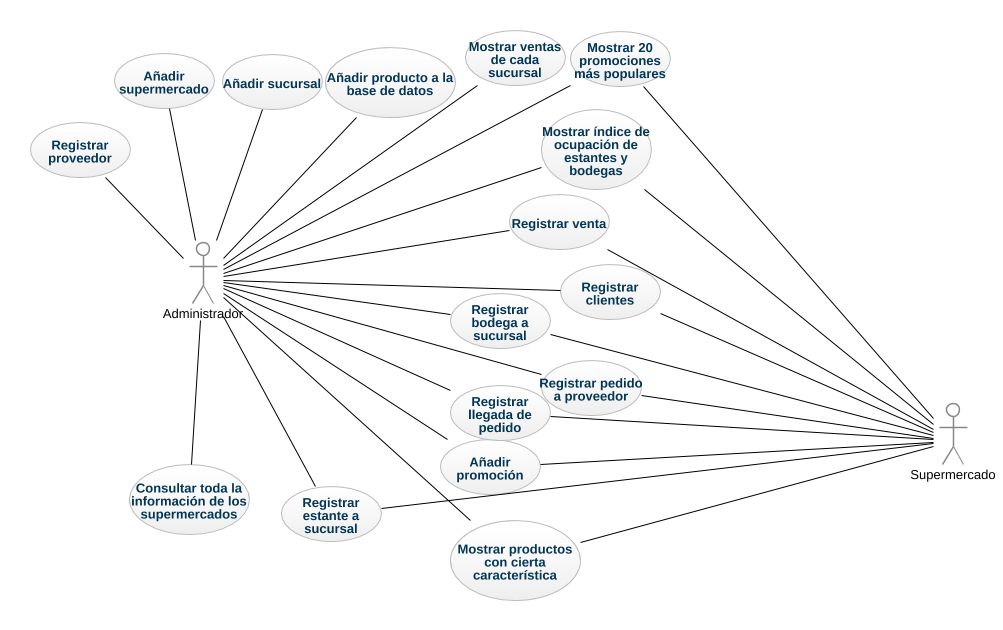 Mostrar ventas
de cada
sucursal
Mostrar 20
promociones
más populares
Añadir
supermercado
Añadir sucursal
Añadir producto a la
base de datos
Registrar
proveedor
Mostrar índice de
ocupación de
estantes y
bodegas
Registrar venta
Registrar
clientes
Administrador
Registrar
bodega a
sucursal
Registrar pedido
a proveedor
Registrar
llegada de
pedido
Añadir
promoción
Supermercado
Consultar toda la
información de los
supermercados
Registrar
estante a
sucursal
Mostrar productos
con cierta
característica